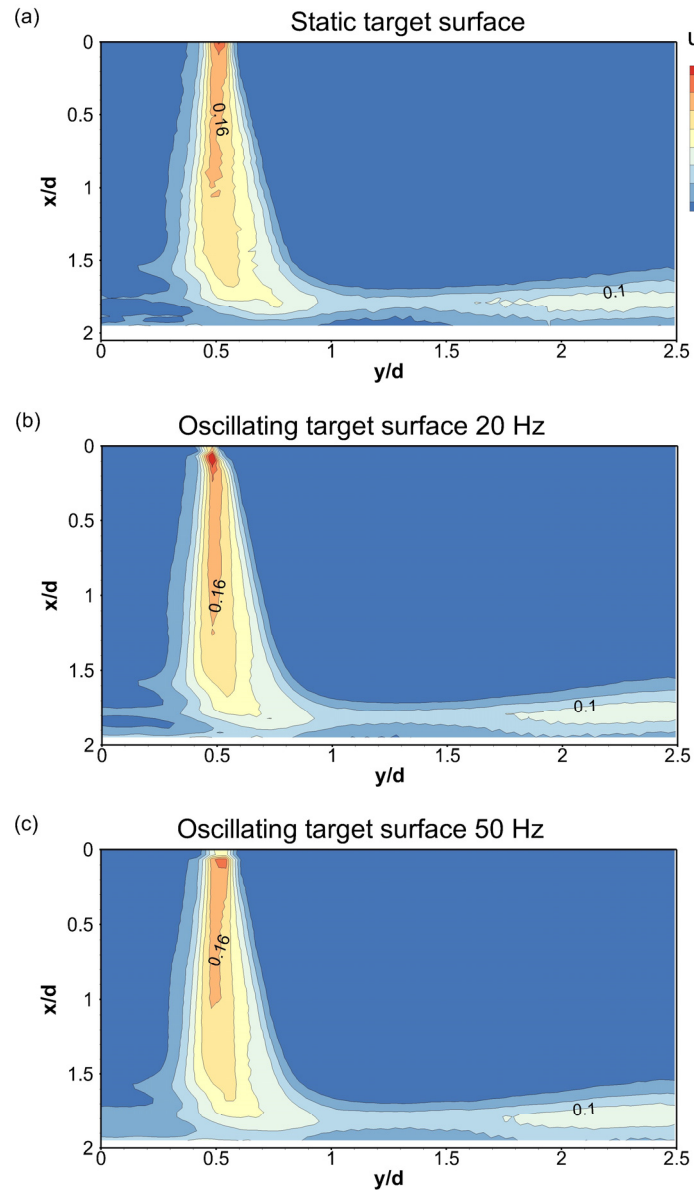 (a)
Static target surface
U
0
0.5
1
1.5
2
x/d
0.16
0.1
0 0.5 1 1.5 2 2.5
y/d
(b)
Oscillating target surface 20 Hz
0
0.5
1
1.5
2
x/d
0.16
0.1
0 0.5 1 1.5 2 2.5
y/d
(c)
Oscillating target surface 50 Hz
0
0.5
1
1.5
2
x/d
0.16
0.1
0 0.5 1 1.5 2 2.5
y/d